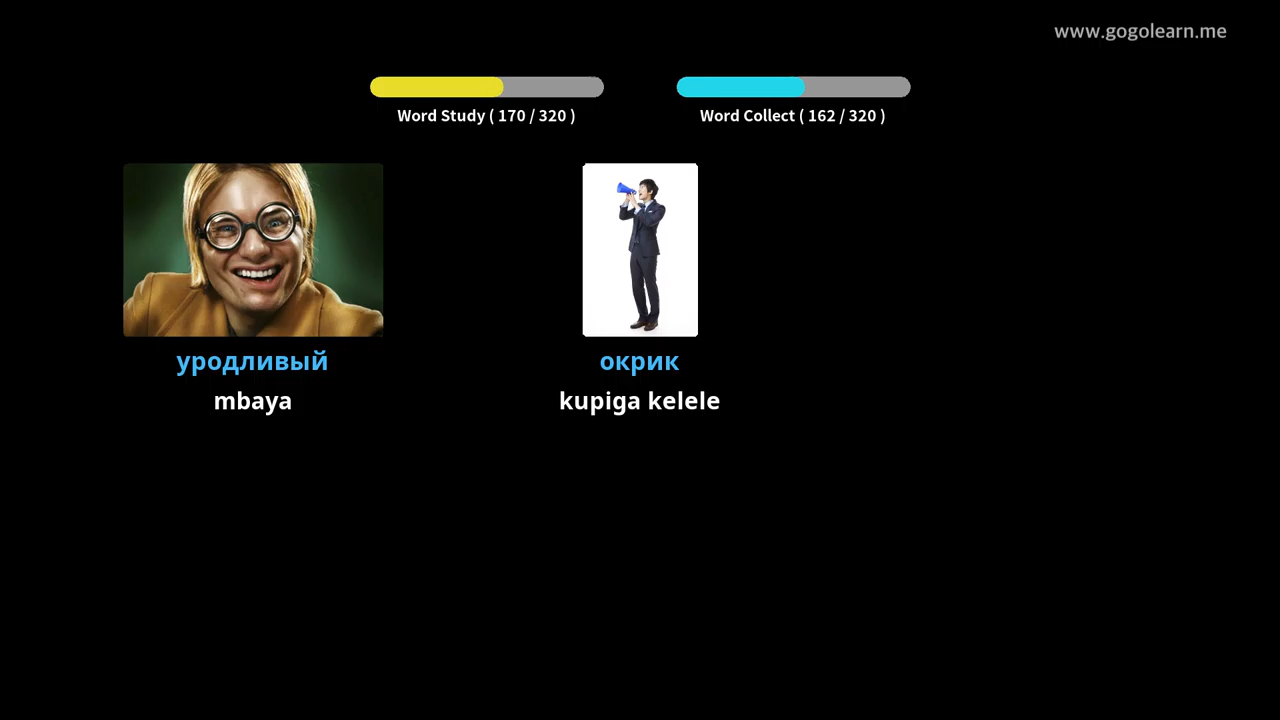 www.gogolearn.me
Word Study ( 170 / 320 )
Word Collect ( 162 / 320 )
уродливый
mbaya
окрик
kupiga kelele